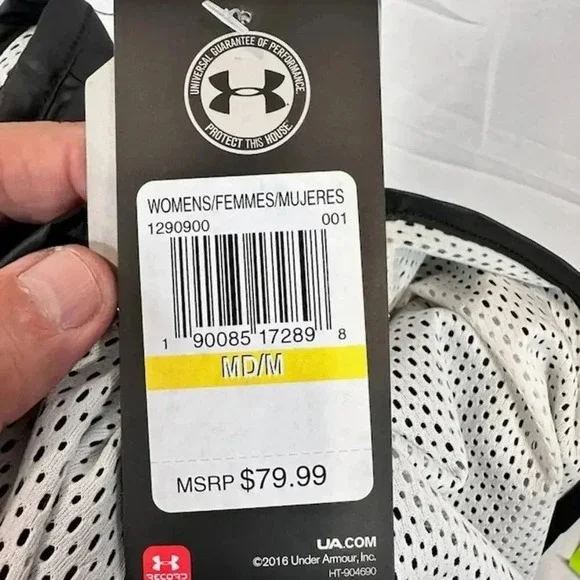 UNIVERSAL GUARANTEE OF PERFORMANCE
PROTECT THIS HOUSE
WOMENS/FEMMES/MUJERES
1290900 001
1 90085 17289 8
MD/M
MSRP $79.99
UA.COM
©2016 Under Armour, Inc.
HT-904690
RECORD